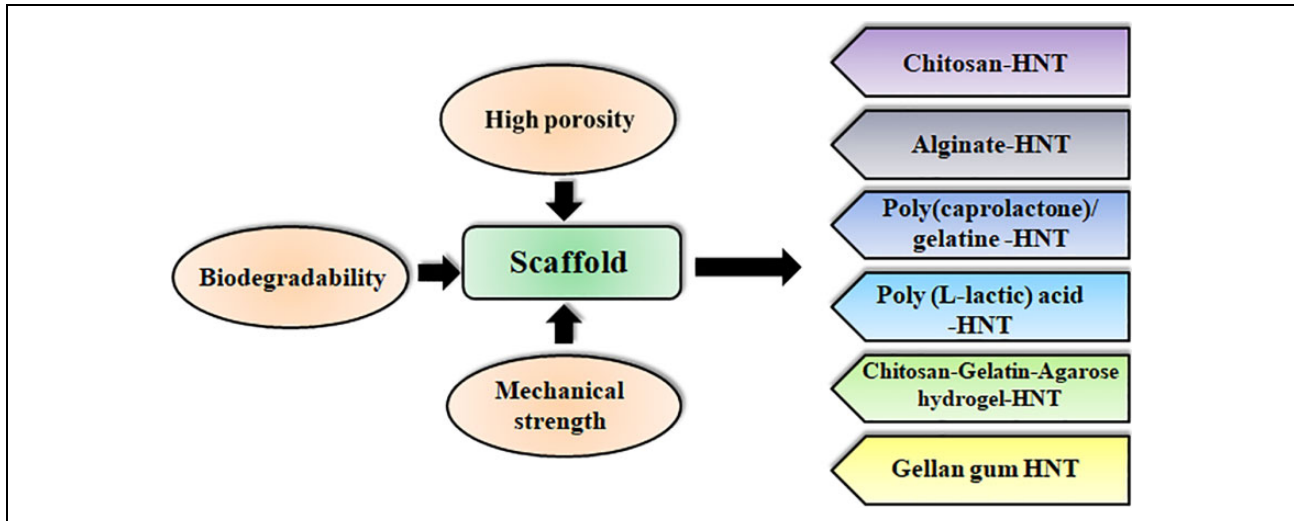 High porosity
Biodegradability
Scaffold
Mechanical
strength
Chitosan-HNT
Alginate-HNT
Poly(caprolactone)/
gelatine -HNT
Poly (L-lactic) acid
-HNT
Chitosan-Gelatin-Agarose
hydrogel-HNT
Gellan gum HNT